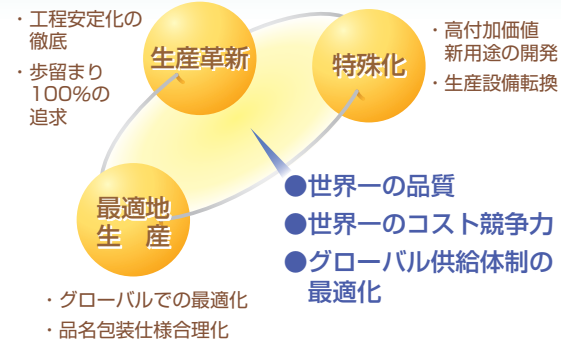 ・工程安定化の
徹底
・歩留まり
100%の
追求
生産革新
特殊化
・高付加価値
新用途の開発
・生産設備転換
最適地
生 産
・グローバルでの最適化
・品名包装仕様合理化
●世界一の品質
●世界一のコスト競争力
●グローバル供給体制の
最適化